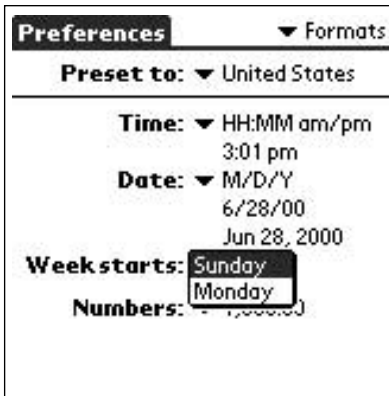 Preferences ▼ Formats
Preset to: ▼ United States
Time: ▼ HH:MM am/pm
3:01 pm
Date: ▼ M/D/Y
6/28/00
Jun 28, 2000
Week starts: Sunday
Monday
Numbers: